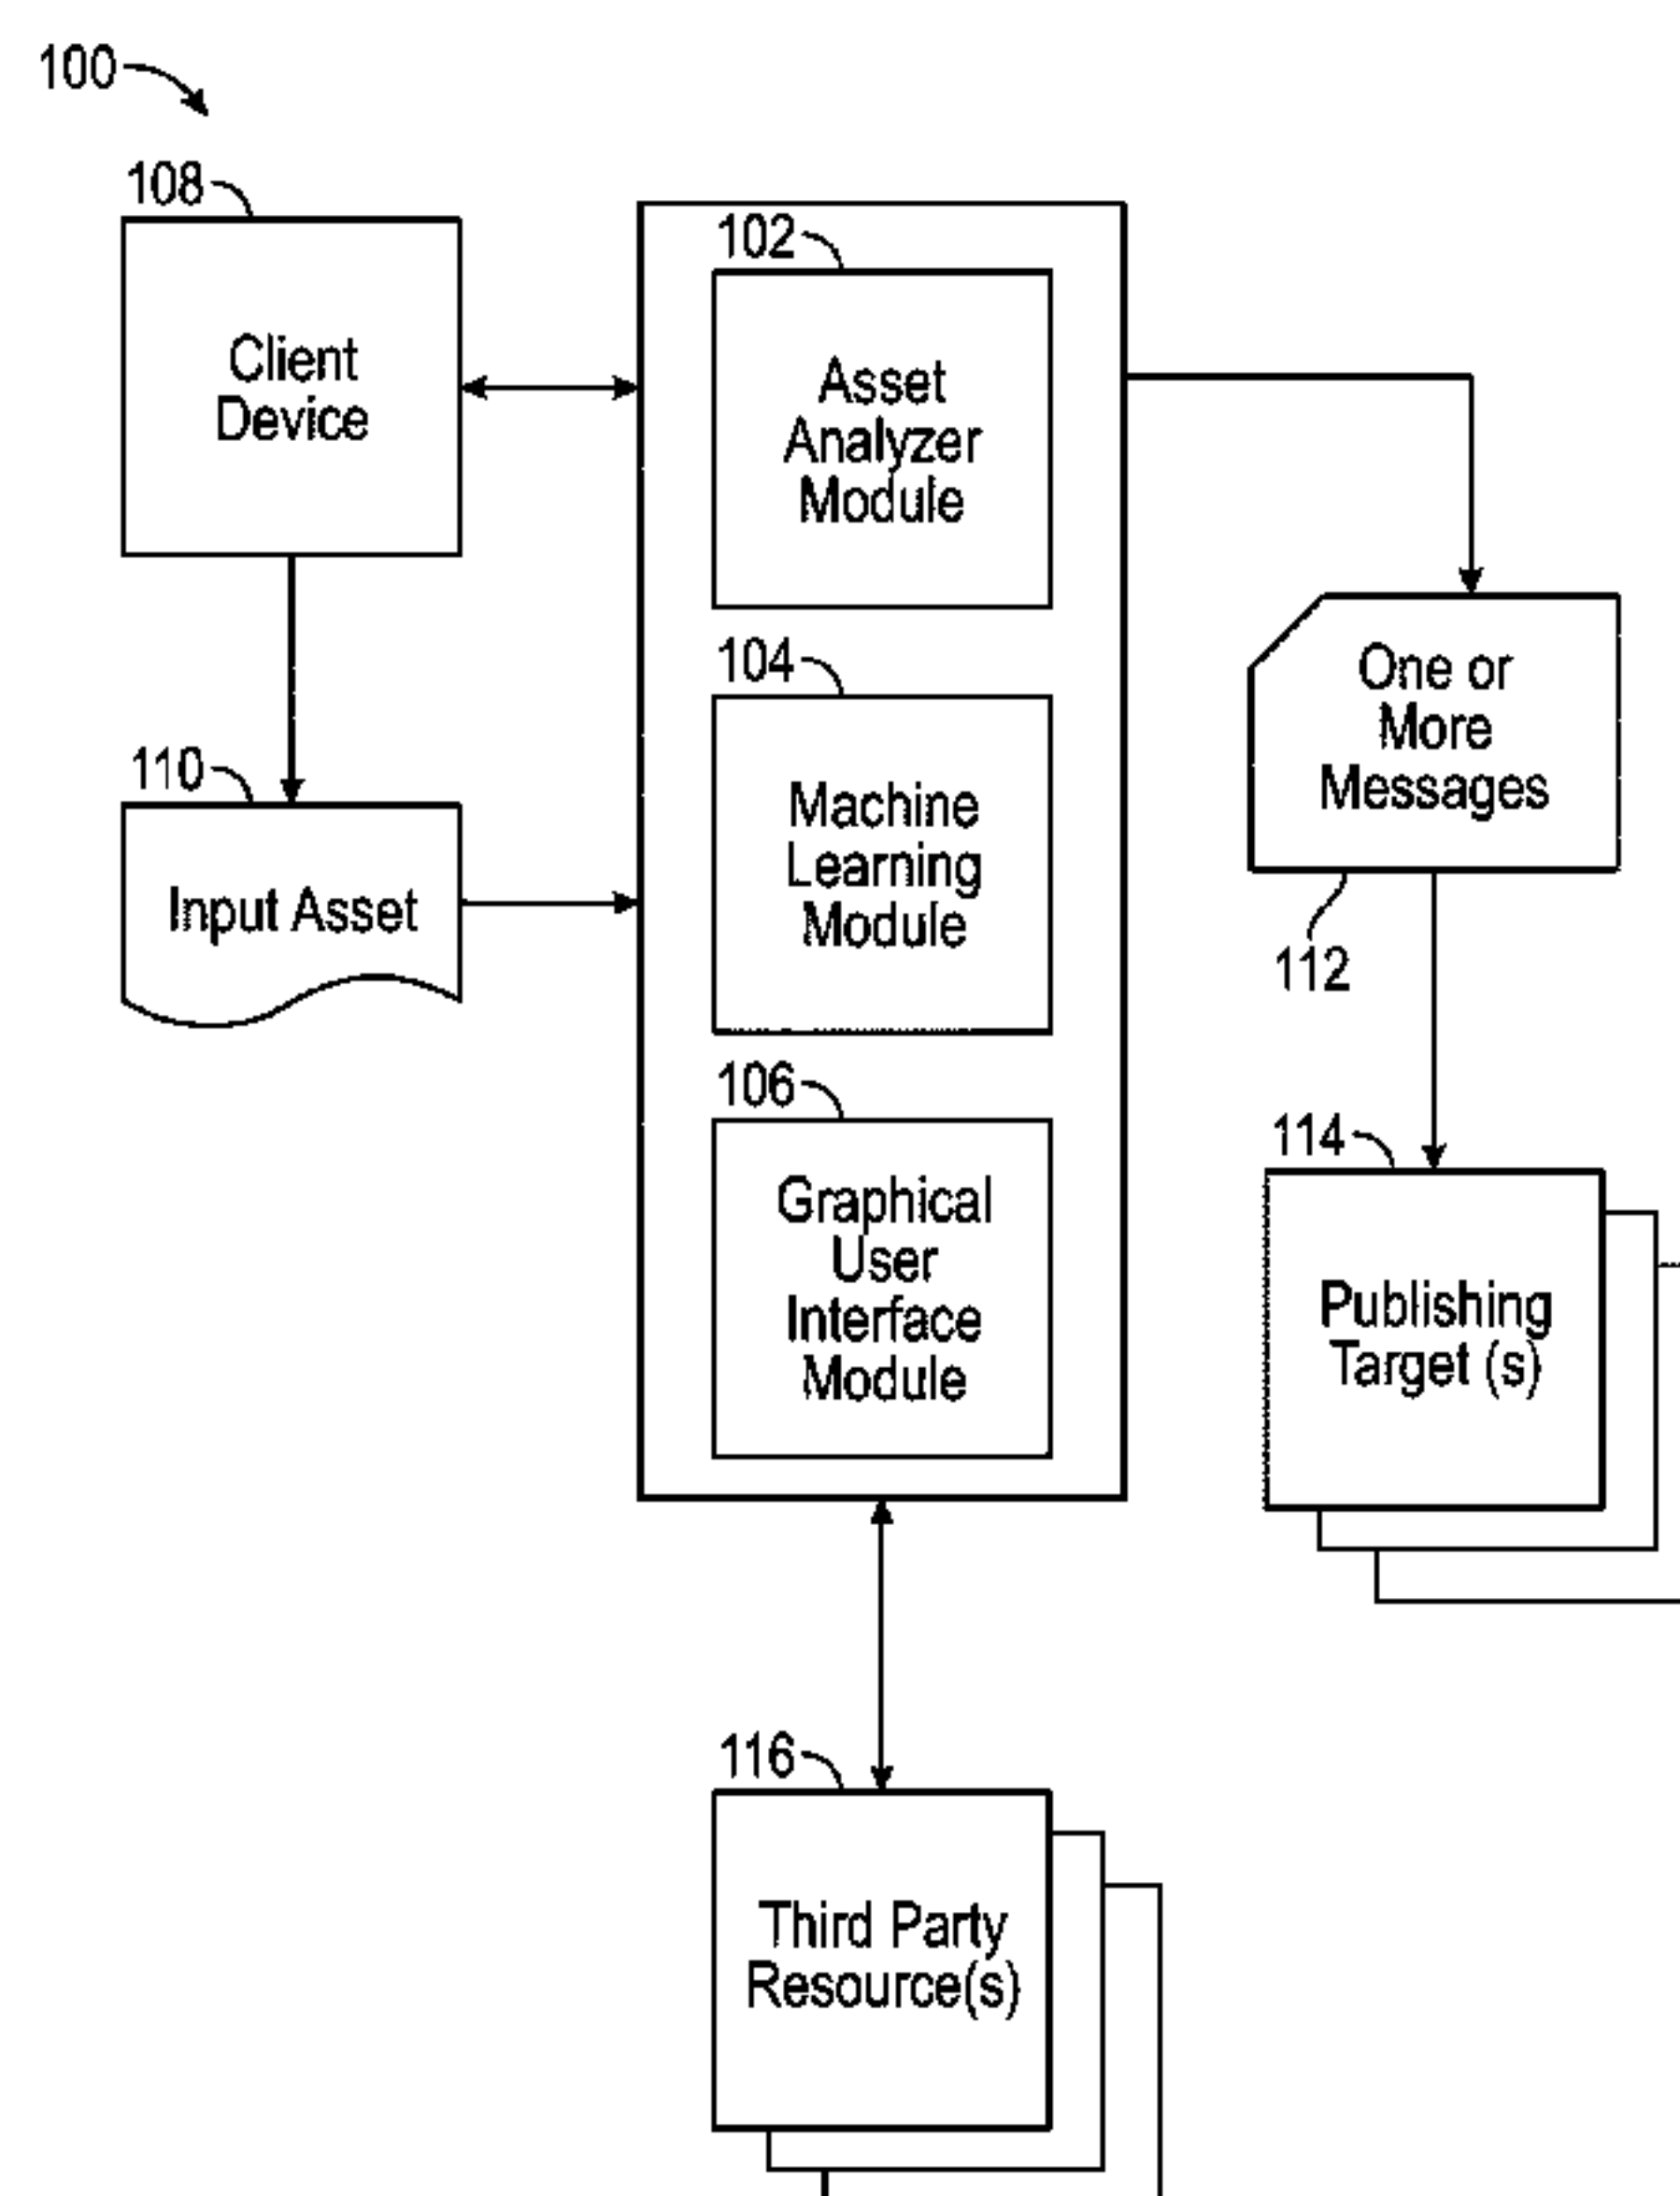 100
108
Client
Device
110
Input Asset
102
Asset
Analyzer
Module
104
Machine
Learning
Module
106
Graphical
User
Interface
Module
One or
More
Messages
112
114
Publishing
Target (s)
116
Third Party
Resource(s)